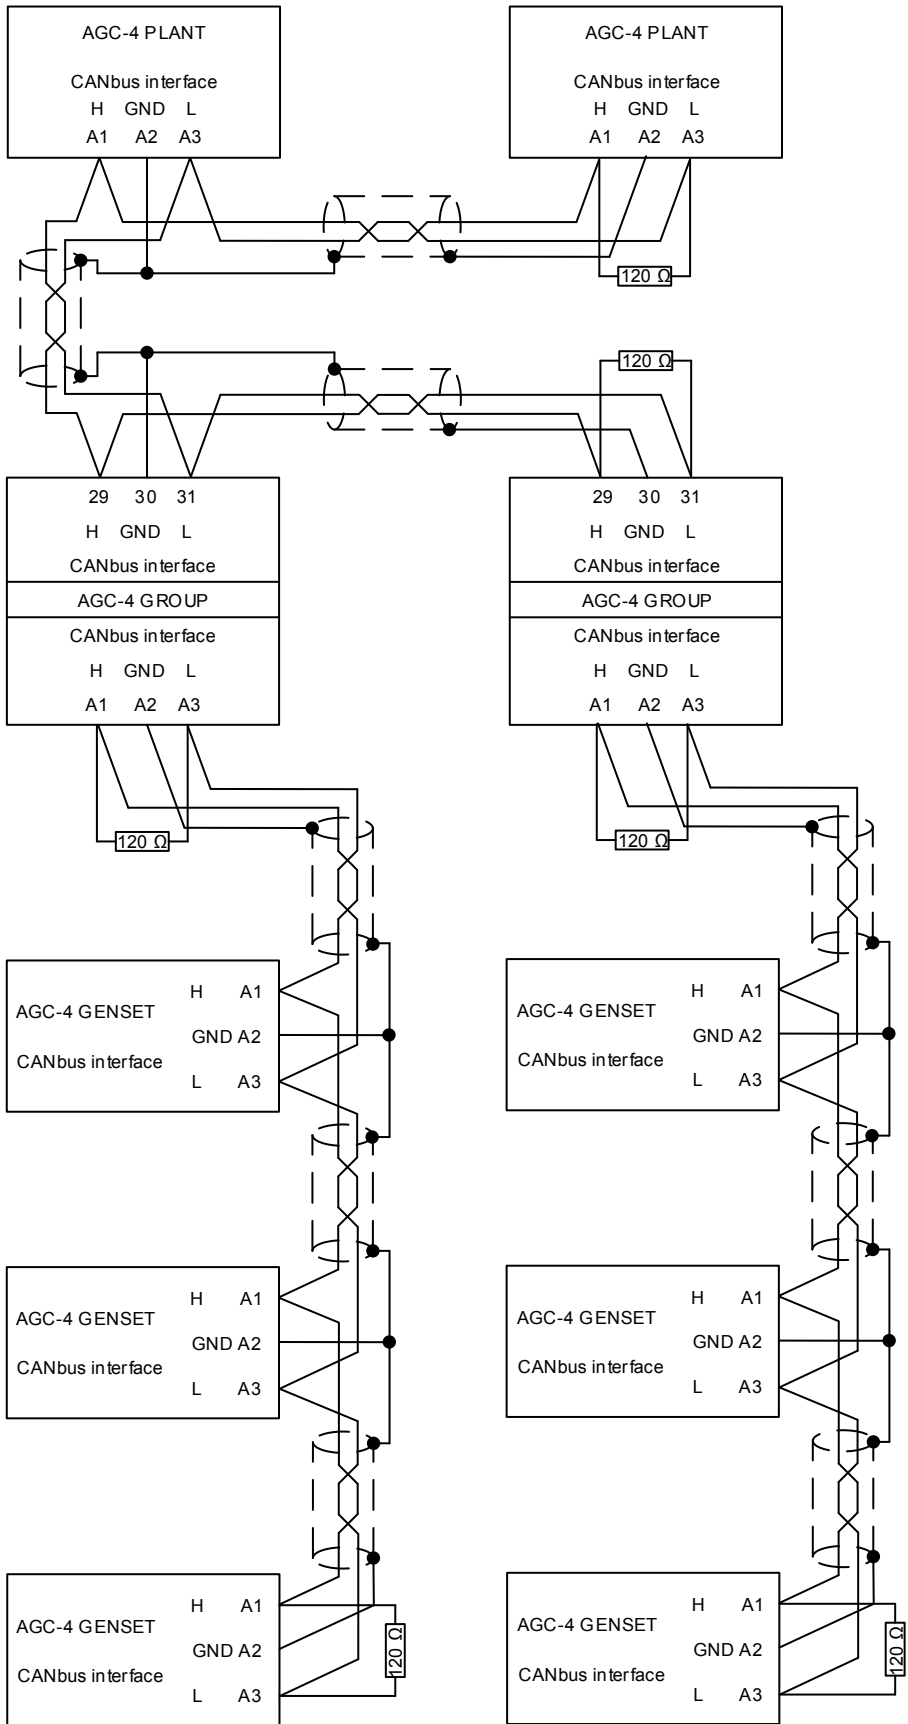 AGC-4 PLANT
CANbus interface
H GND L
A1 A2 A3
AGC-4 PLANT
CANbus interface
H GND L
A1 A2 A3
120 Ω
120 Ω
29 30 31
H GND L
CANbus interface
AGC-4 GROUP
CANbus interface
H GND L
A1 A2 A3
120 Ω
29 30 31
H GND L
CANbus interface
AGC-4 GROUP
CANbus interface
H GND L
A1 A2 A3
120 Ω
H A1
AGC-4 GENSET
GND A2
CANbus interface
L A3
H A1
AGC-4 GENSET
GND A2
CANbus interface
L A3
H A1
AGC-4 GENSET
GND A2
CANbus interface
L A3
H A1
AGC-4 GENSET
GND A2
CANbus interface
L A3
H A1
AGC-4 GENSET
GND A2
CANbus interface
L A3
120 Ω
H A1
AGC-4 GENSET
GND A2
CANbus interface
L A3
120 Ω